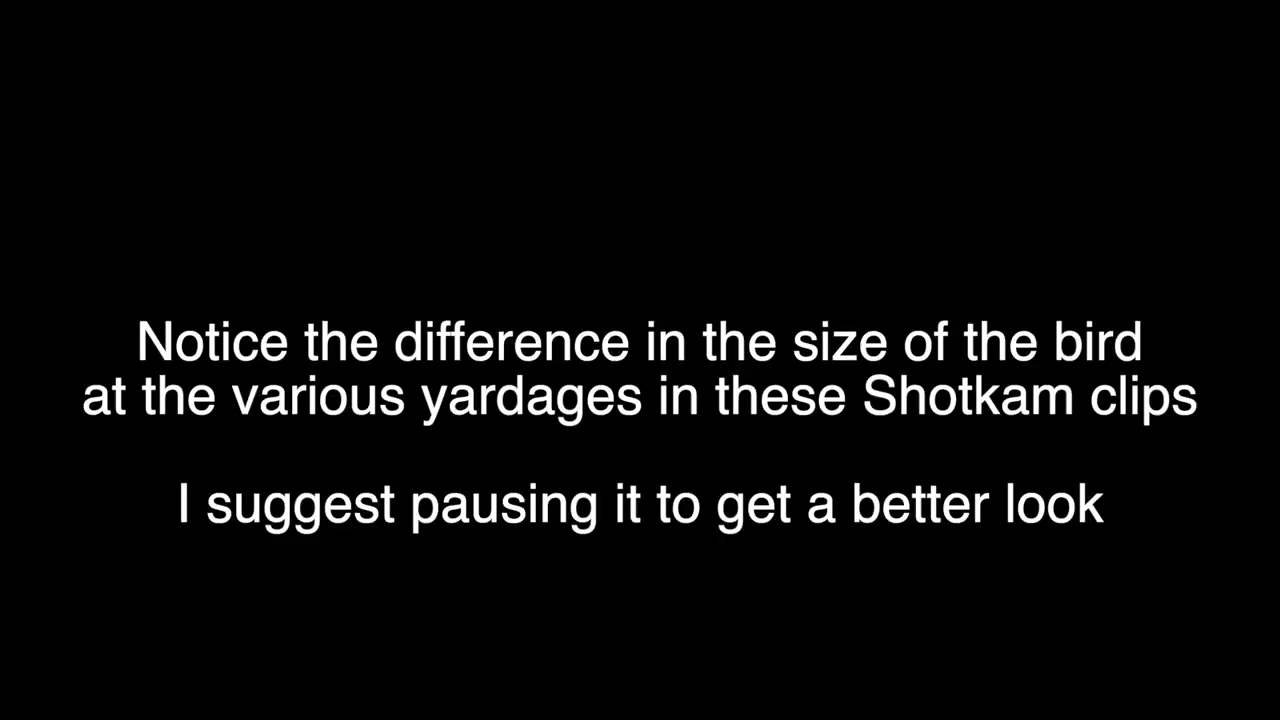 Notice the difference in the size of the bird
at the various yardages in these Shotkam clips
I suggest pausing it to get a better look